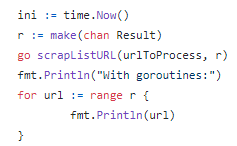 ini := time.Now()
r := make(chan Result)
go scrapListURL(urlToProcess, r)
fmt.Println("With goroutines:")
for url := range r {
        fmt.Println(url)
}